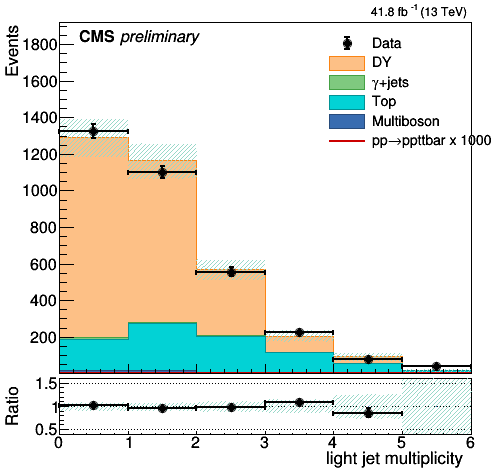 41.8 fb⁻¹ (13 TeV)
CMS preliminary
Events
1800
1600
1400
1200
1000
800
600
400
200
Data
DY
γ+jets
Top
Multiboson
pp→ppttbar x 1000
Ratio
1.5
1
0.5
0 1 2 3 4 5 6
light jet multiplicity